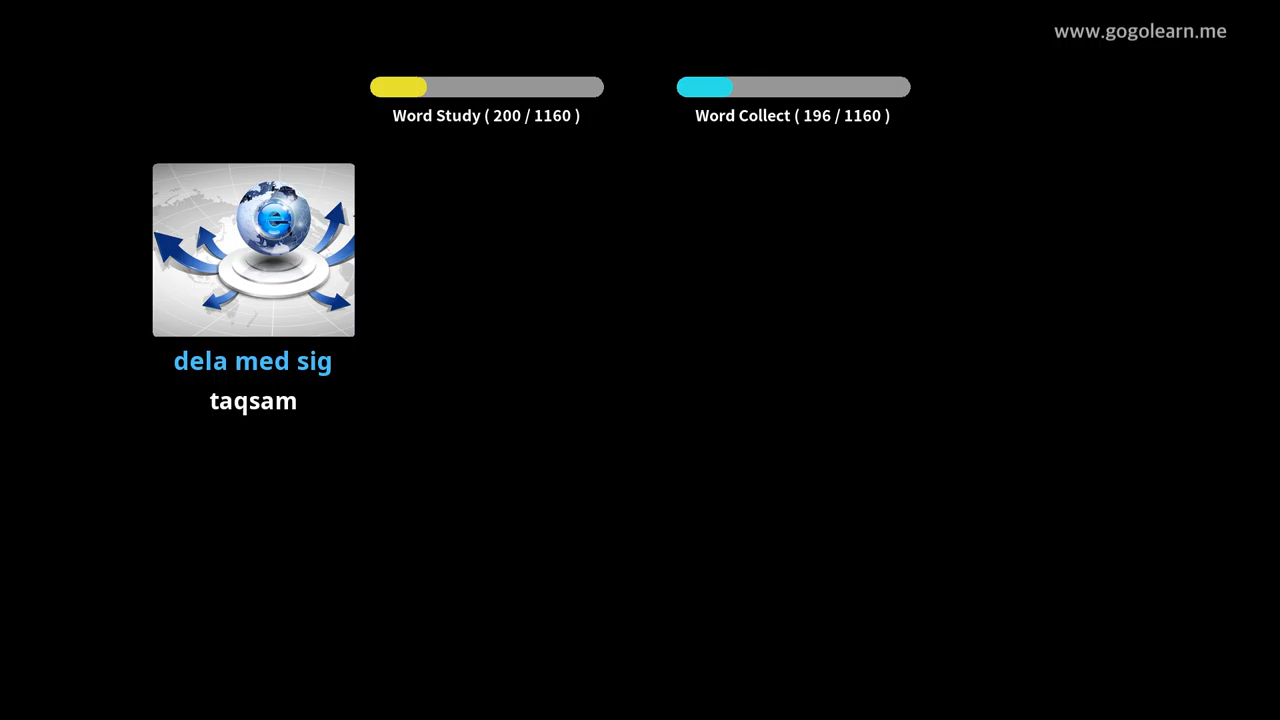 www.gogolearn.me
Word Study ( 200 / 1160 )
Word Collect ( 196 / 1160 )
e
dela med sig
taqsam